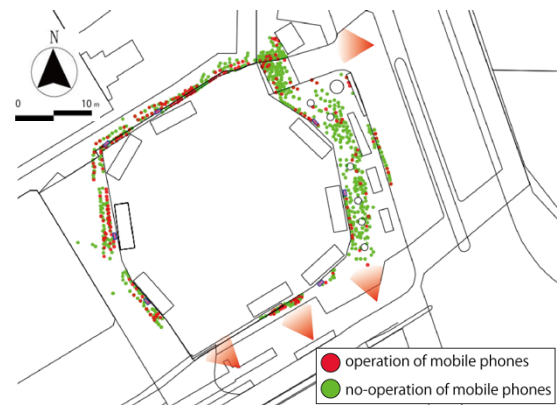 N
0 10 m
operation of mobile phones
no-operation of mobile phones